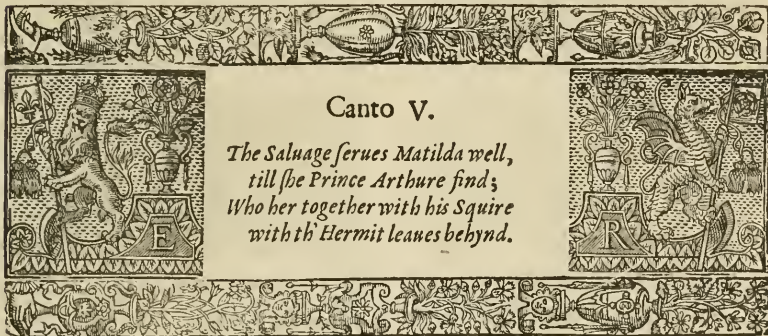 Canto V.
The Saluage ſerues Matilda well,
till ſhe Prince Arthure find;
Who her together with his Squire
with th' Hermit leaues behynd.
E
R